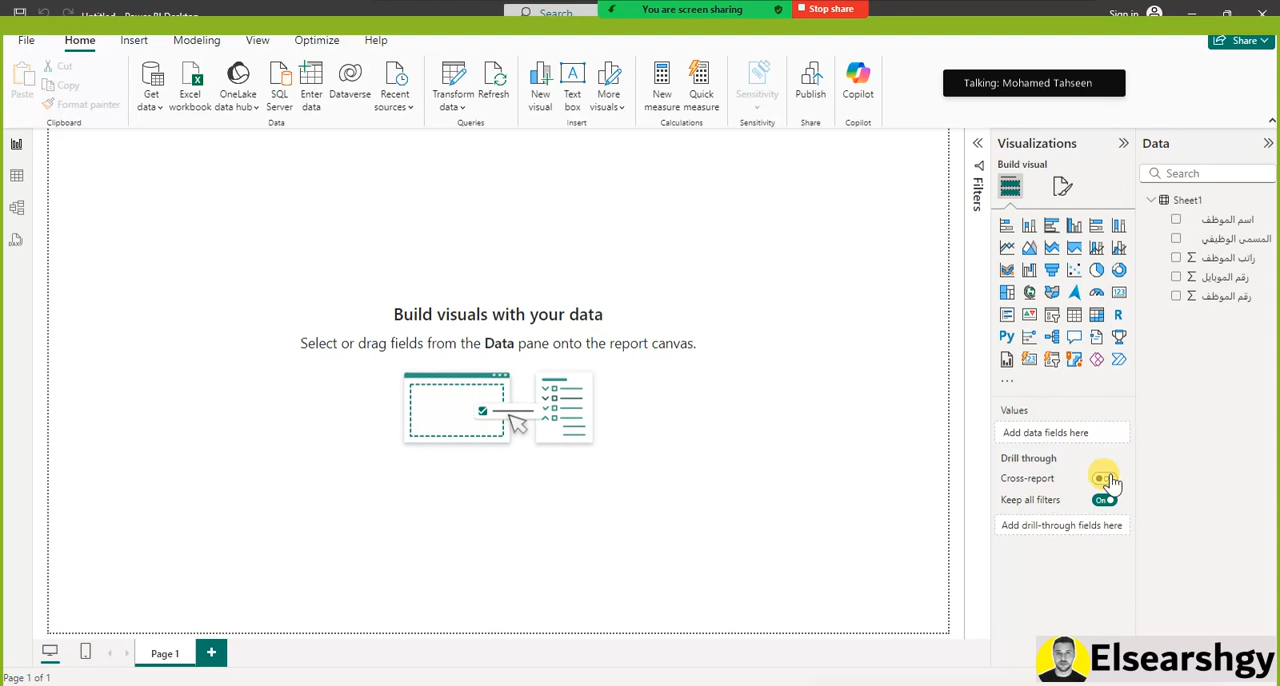 Search
You are screen sharing
Stop share
Sign in
File Home Insert Modeling View Optimize Help
Share
Paste
Cut
Copy
Format painter
Clipboard
Get data
Excel workbook
OneLake data hub
SQL Server
Enter data
Dataverse
Recent sources
Data
Transform data
Refresh
Queries
New visual
Text box
More visuals
Insert
New measure
Quick measure
Calculations
Sensitivity
Sensitivity
Publish
Share
Copilot
Copilot
Talking: Mohamed Tahseen
Filters
Visualizations
Build visual
123
R
Py
Values
Add data fields here
Drill through
Cross-report
Keep all filters
On
Add drill-through fields here
Data
Search
Sheet1
اسم الموظف
المسمى الوظيفي
راتب الموظف
رقم الموبايل
رقم الموظف
Build visuals with your data
Select or drag fields from the Data pane onto the report canvas.
Page 1
Page 1 of 1
Elsearshgy